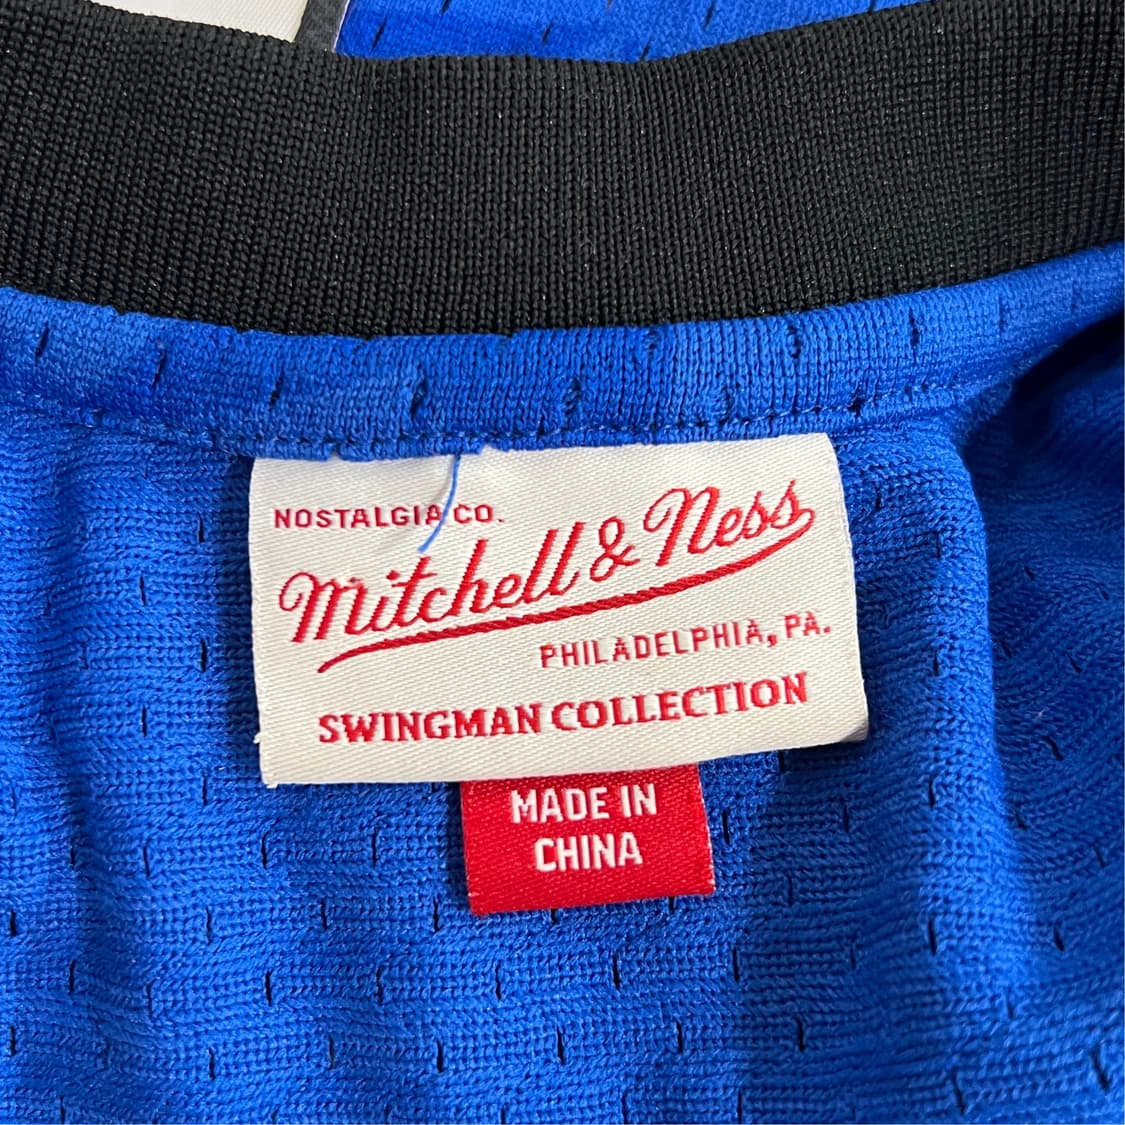 NOSTALGIA CO.
Mitchell & Ness
PHILADELPHIA, PA.
SWINGMAN COLLECTION
MADE IN
CHINA